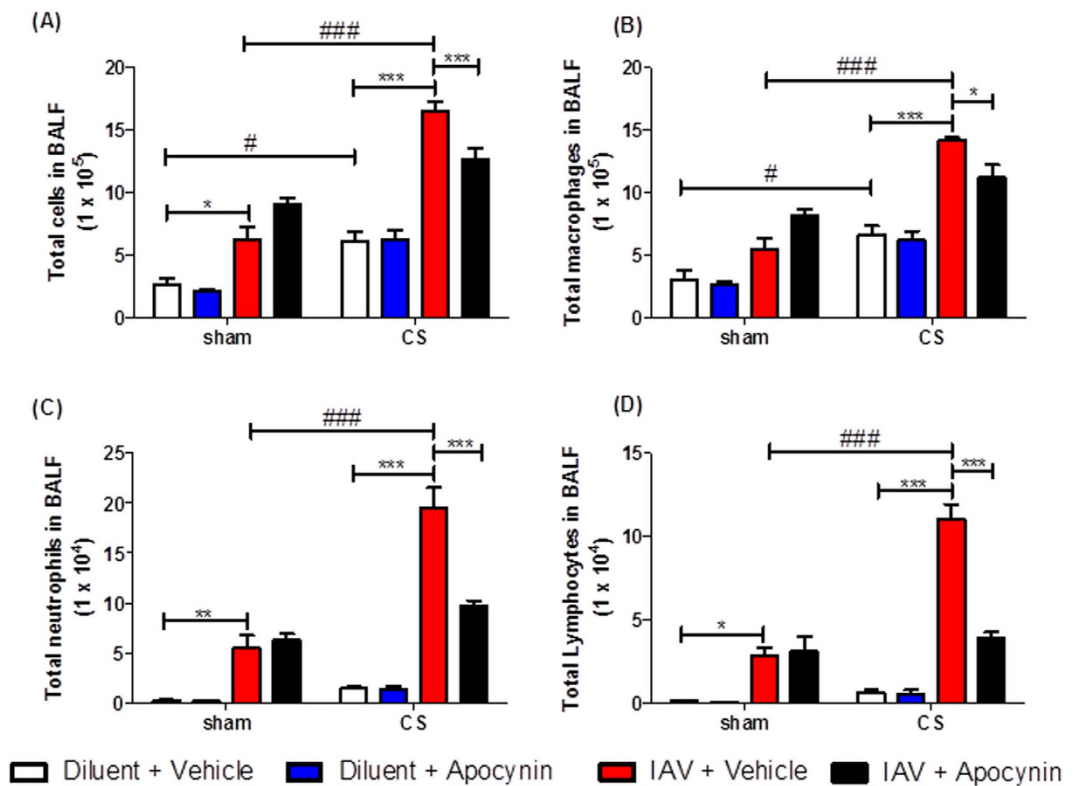 (A)
###
***
***
#
*
Total cells in BALF
(1 x 10⁵)
20
15
10
5
0
sham
CS
(B)
###
*
***
#
Total macrophages in BALF
(1 x 10⁵)
20
15
10
5
0
sham
CS
(C)
###
***
***
**
Total neutrophils in BALF
(1 x 10⁴)
25
20
15
10
5
0
sham
CS
(D)
###
***
***
*
Total Lymphocytes in BALF
(1 x 10⁴)
15
10
5
0
sham
CS
Diluent + Vehicle
Diluent + Apocynin
IAV + Vehicle
IAV + Apocynin